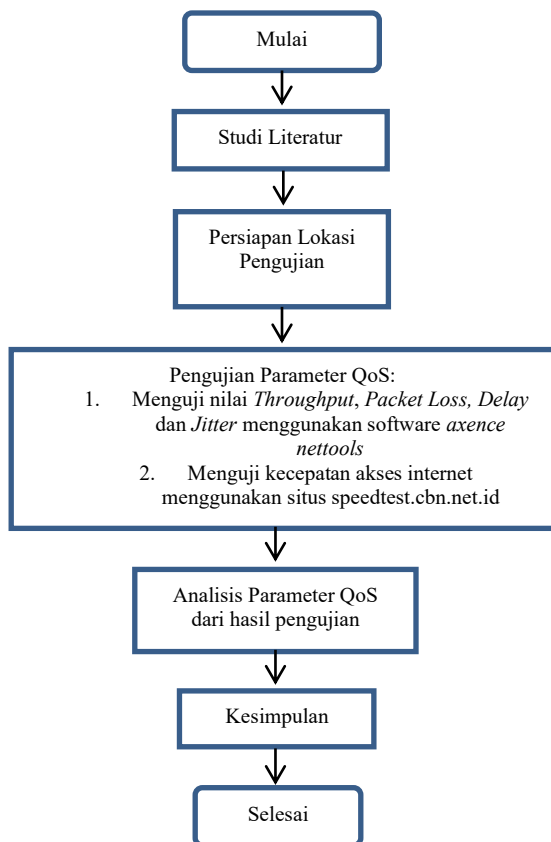 Mulai
Studi Literatur
Persiapan Lokasi
Pengujian
Pengujian Parameter QoS:
1. Menguji nilai Throughput, Packet Loss, Delay
dan Jitter menggunakan software axence
nettools
2. Menguji kecepatan akses internet
menggunakan situs speedtest.cbn.net.id
Analisis Parameter QoS
dari hasil pengujian
Kesimpulan
Selesai